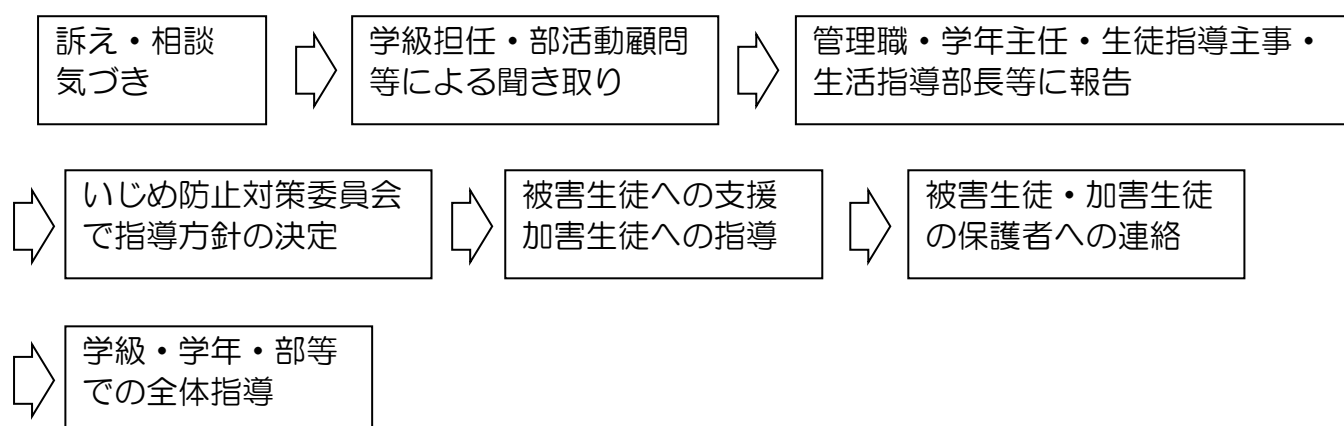 訴え・相談
気づき
学級担任・部活動顧問
等による聞き取り
管理職・学年主任・生徒指導主事・
生活指導部長等に報告
いじめ防止対策委員会
で指導方針の決定
被害生徒への支援
加害生徒への指導
被害生徒・加害生徒
の保護者への連絡
学級・学年・部等
での全体指導